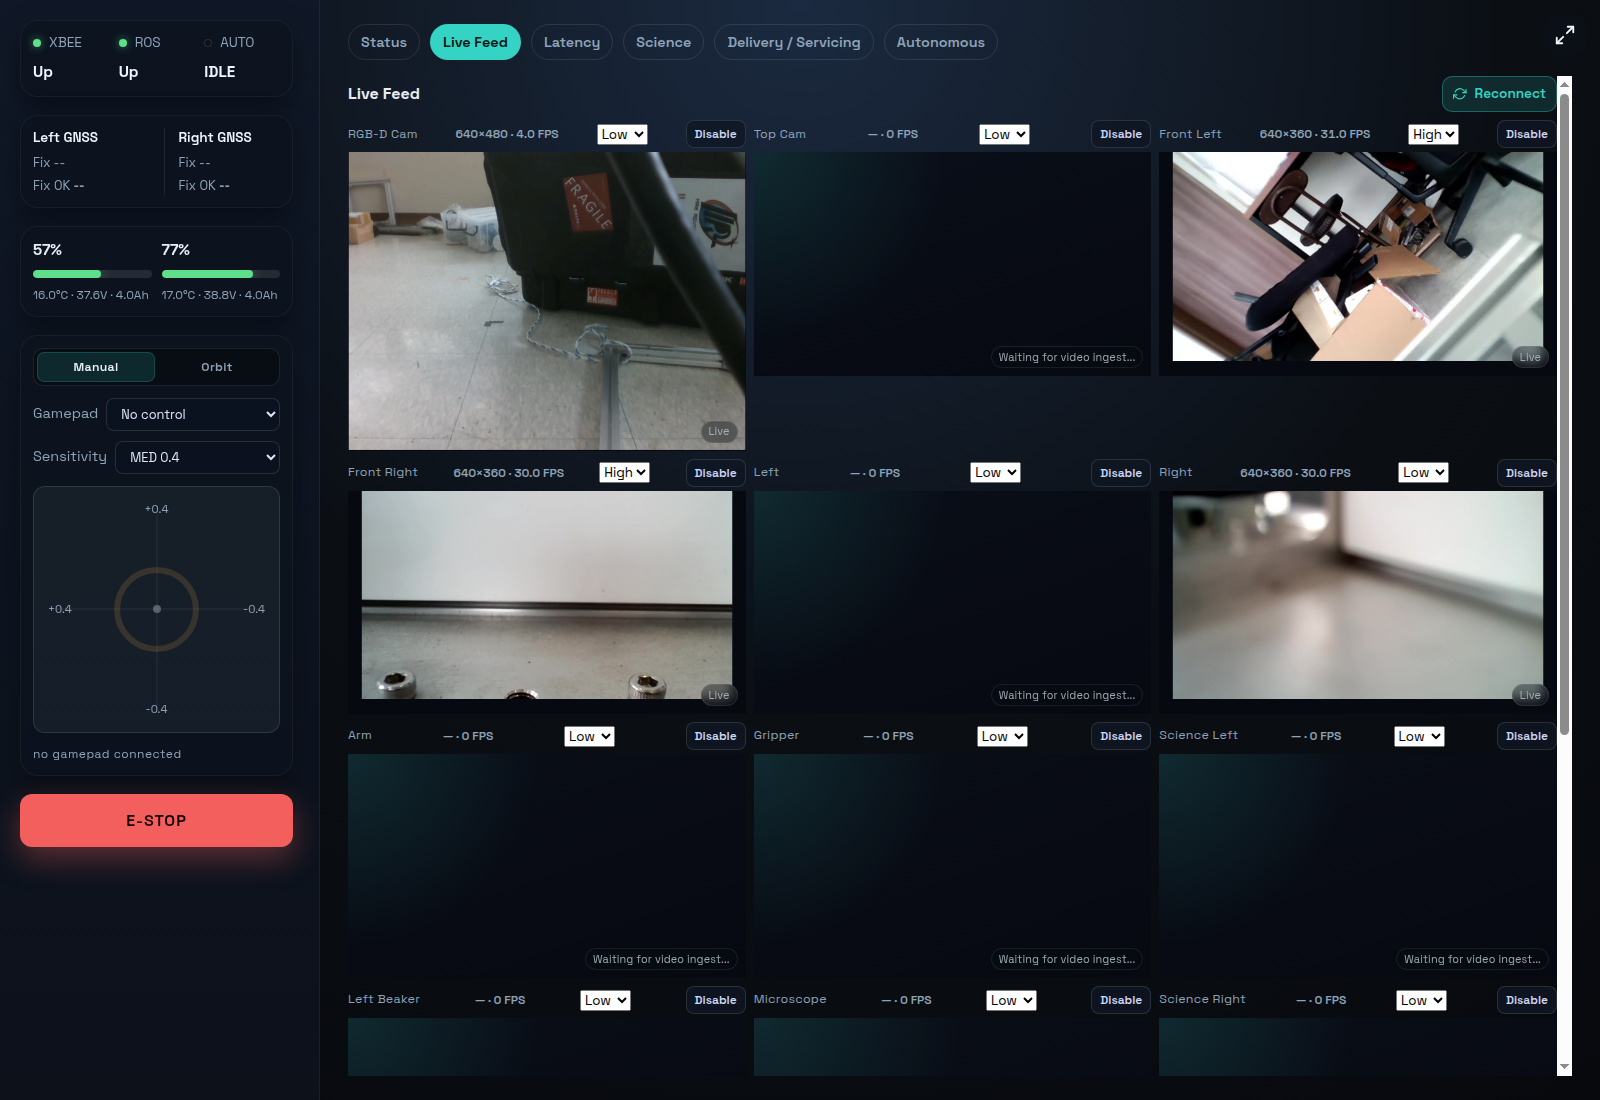 XBEE
ROS
AUTO
Up
Up
IDLE
Left GNSS
Right GNSS
Fix --
Fix --
Fix OK --
Fix OK --
57%
77%
16.0°C · 37.6V · 4.0Ah
17.0°C · 38.8V · 4.0Ah
Manual
Orbit
Gamepad
No control
Sensitivity
MED 0.4
+0.4
+0.4
-0.4
-0.4
no gamepad connected
E-STOP
Status
Live Feed
Latency
Science
Delivery / Servicing
Autonomous
Live Feed
Reconnect
RGB-D Cam 640×480 · 4.0 FPS Low Disable
FRAGILE
Live
Top Cam — · 0 FPS Low Disable
Waiting for video ingest...
Front Left 640×360 · 31.0 FPS High Disable
Live
Front Right 640×360 · 30.0 FPS High Disable
Live
Left — · 0 FPS Low Disable
Waiting for video ingest...
Right 640×360 · 30.0 FPS Low Disable
Live
Arm — · 0 FPS Low Disable
Waiting for video ingest...
Gripper — · 0 FPS Low Disable
Waiting for video ingest...
Science Left — · 0 FPS Low Disable
Waiting for video ingest...
Left Beaker — · 0 FPS Low Disable
Microscope — · 0 FPS Low Disable
Science Right — · 0 FPS Low Disable